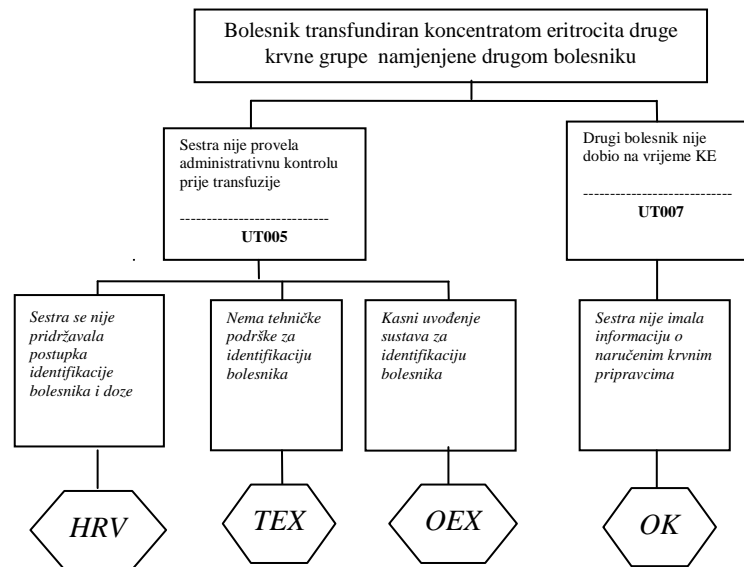 Bolesnik transfundiran koncentratom eritrocita druge
krvne grupe namjenjene drugom bolesniku
Sestra nije provela
administrativnu kontrolu
prije transfuzije
----------------------------
UT005
Drugi bolesnik nije
dobio na vrijeme KE
----------------------------
UT007
Sestra se nije
pridržavala
postupka
identifikacije
bolesnika i doze
Nema tehničke
podrške za
identifikaciju
bolesnika
Kasni uvođenje
sustava za
identifikaciju
bolesnika
Sestra nije imala
informaciju o
naručenim krvnim
pripravcima
HRV
TEX
OEX
OK